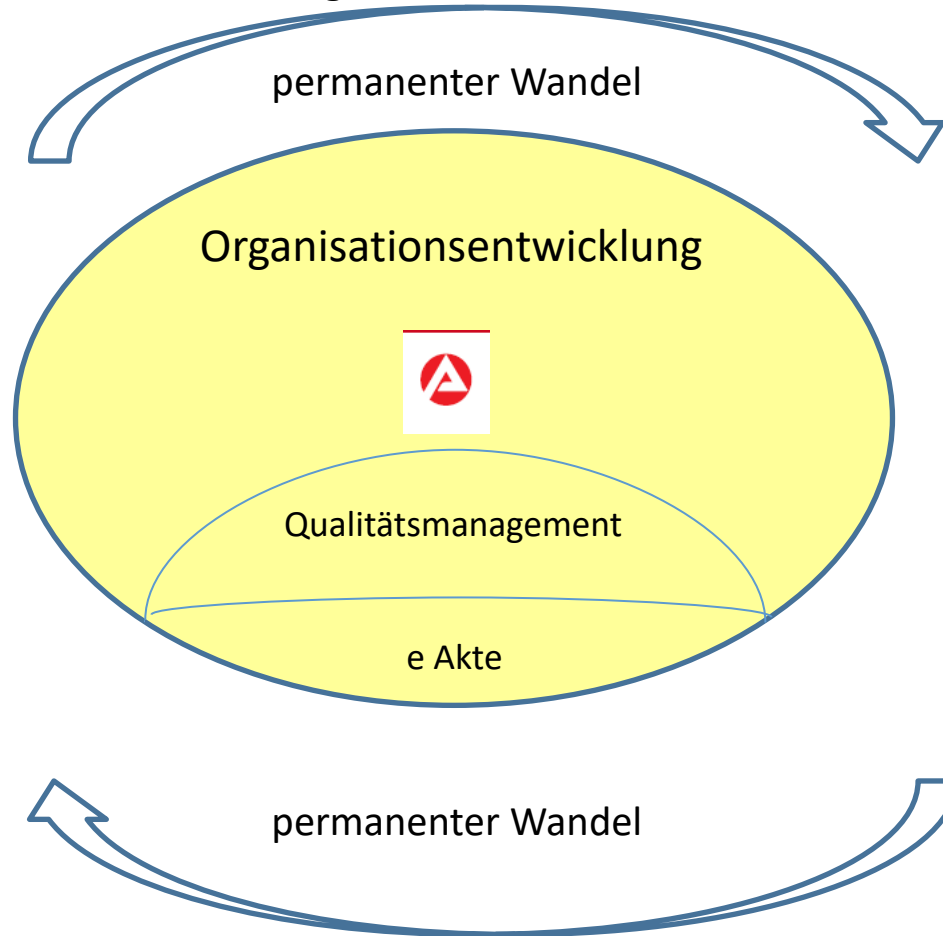 permanenter Wandel
Organisationsentwicklung
Qualitätsmanagement
e Akte
permanenter Wandel